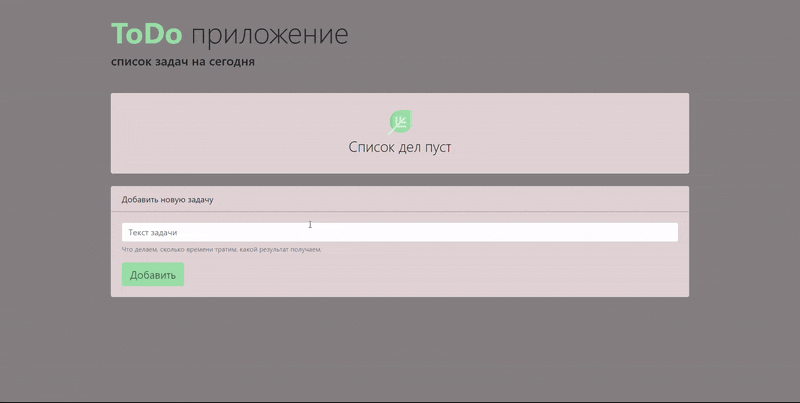 ToDo приложение
список задач на сегодня
Список дел пуст
Добавить новую задачу
Текст задачи
Что делаем, сколько времени тратим, какой результат получаем.
Добавить